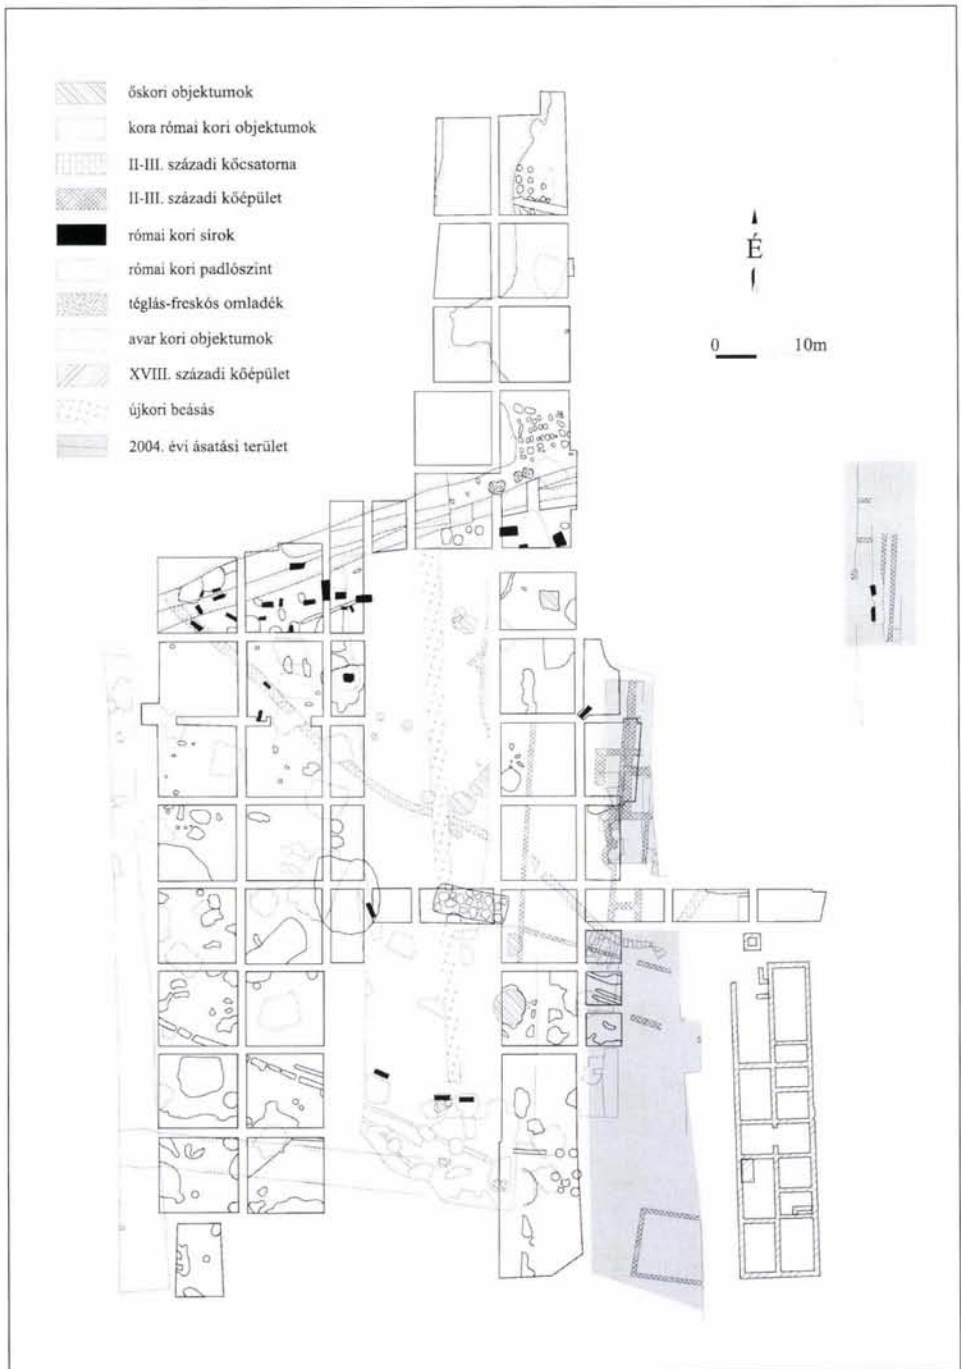 őskori objektumok
kora római kori objektumok
II-III. századi kőcsatorna
II-III. századi kőépület
római kori sírok
római kori padlószint
téglás-freskós omladék
avar kori objektumok
XVIII. századi kőépület
újkori beásás
2004. évi ásatási terület
É
0 10m